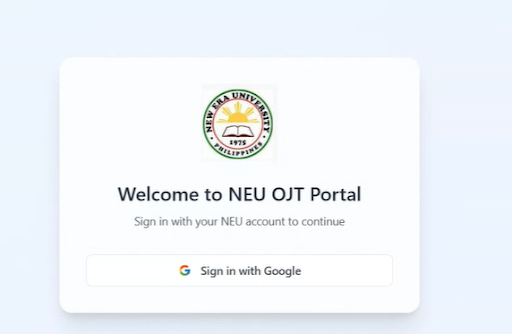 NEW ERA UNIVERSITY
1975
PHILIPPINES
Welcome to NEU OJT Portal
Sign in with your NEU account to continue
Sign in with Google